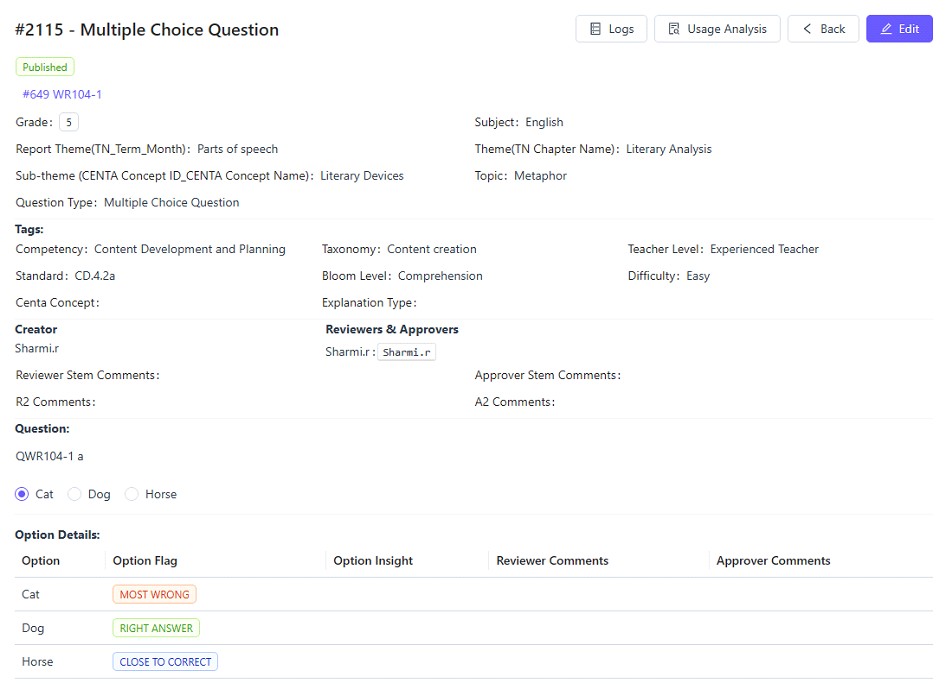 #2115 - Multiple Choice Question
Logs
Usage Analysis
Back
Edit
Published
#649 WR104-1
Grade: 5
Subject: English
Report Theme(TN_Term_Month): Parts of speech
Theme(TN Chapter Name): Literary Analysis
Sub-theme (CENTA Concept ID_CENTA Concept Name): Literary Devices
Topic: Metaphor
Question Type: Multiple Choice Question
Tags:
Competency: Content Development and Planning
Taxonomy: Content creation
Teacher Level: Experienced Teacher
Standard: CD.4.2a
Bloom Level: Comprehension
Difficulty: Easy
Centa Concept:
Explanation Type:
Creator
Reviewers & Approvers
Sharmi.r
Sharmi.r : Sharmi.r
Reviewer Stem Comments:
Approver Stem Comments:
R2 Comments:
A2 Comments:
Question:
QWR104-1 a
Cat Dog Horse
Option Details:
Option Option Flag Option Insight Reviewer Comments Approver Comments
Cat MOST WRONG
Dog RIGHT ANSWER
Horse CLOSE TO CORRECT